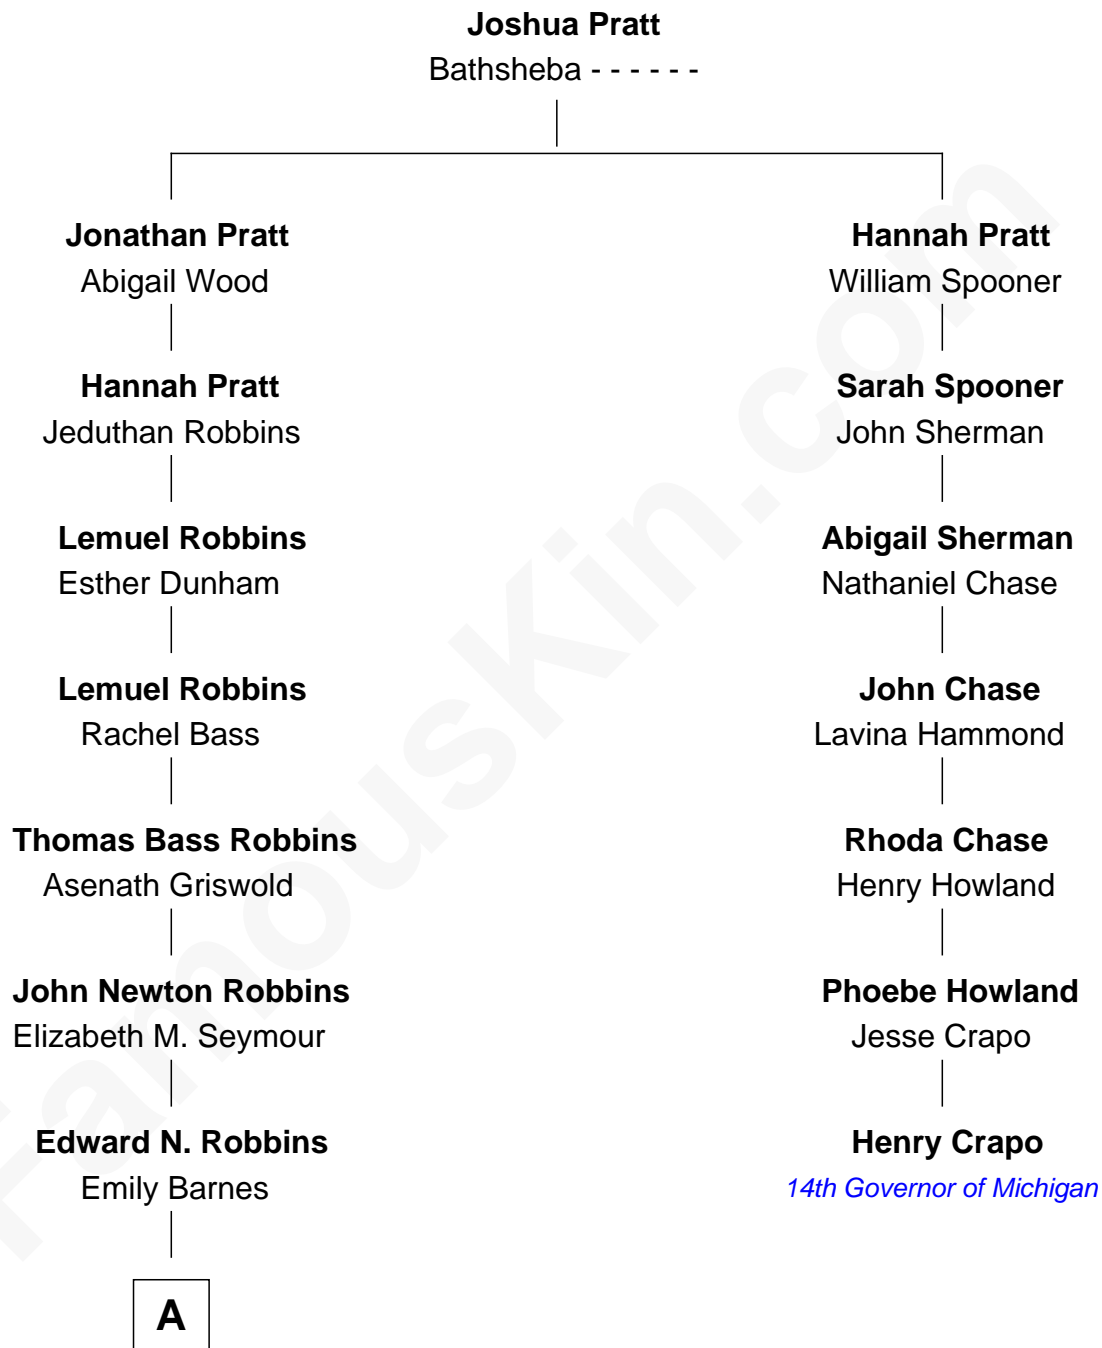 Joshua Pratt
Bathsheba - - - - - -
Jonathan Pratt
Abigail Wood
Hannah Pratt
William Spooner
Hannah Pratt
Jeduthan Robbins
Sarah Spooner
John Sherman
Lemuel Robbins
Esther Dunham
Abigail Sherman
Nathaniel Chase
Lemuel Robbins
Rachel Bass
John Chase
Lavina Hammond
Thomas Bass Robbins
Asenath Griswold
Rhoda Chase
Henry Howland
John Newton Robbins
Elizabeth M. Seymour
Phoebe Howland
Jesse Crapo
Edward N. Robbins
Emily Barnes
Henry Crapo
14th Governor of Michigan
A
FamousKin.com